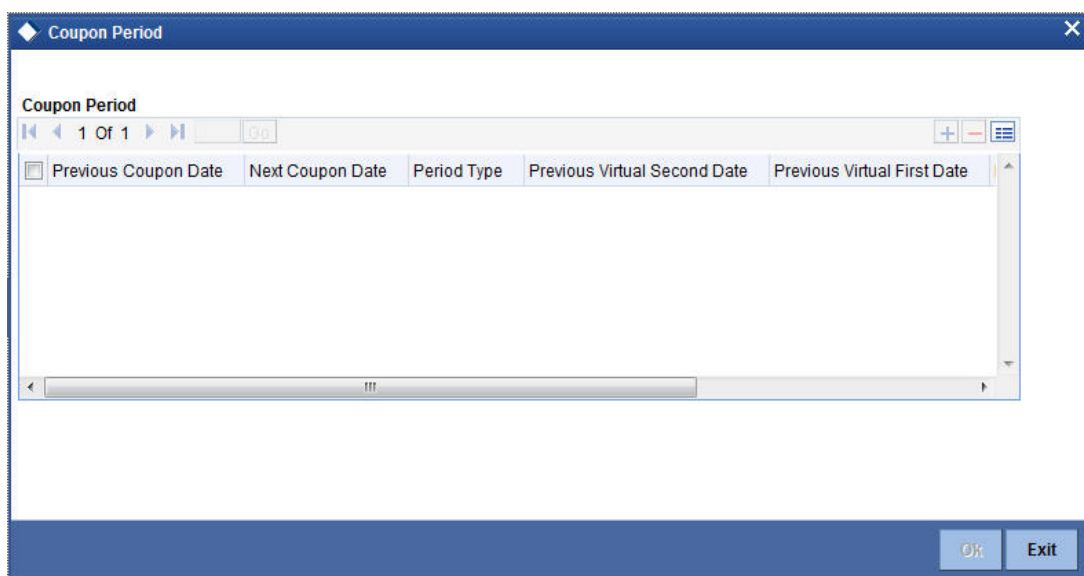 Coupon Period
Coupon Period
1 Of 1 Go
Previous Coupon Date Next Coupon Date Period Type Previous Virtual Second Date Previous Virtual First Date
Ok Exit